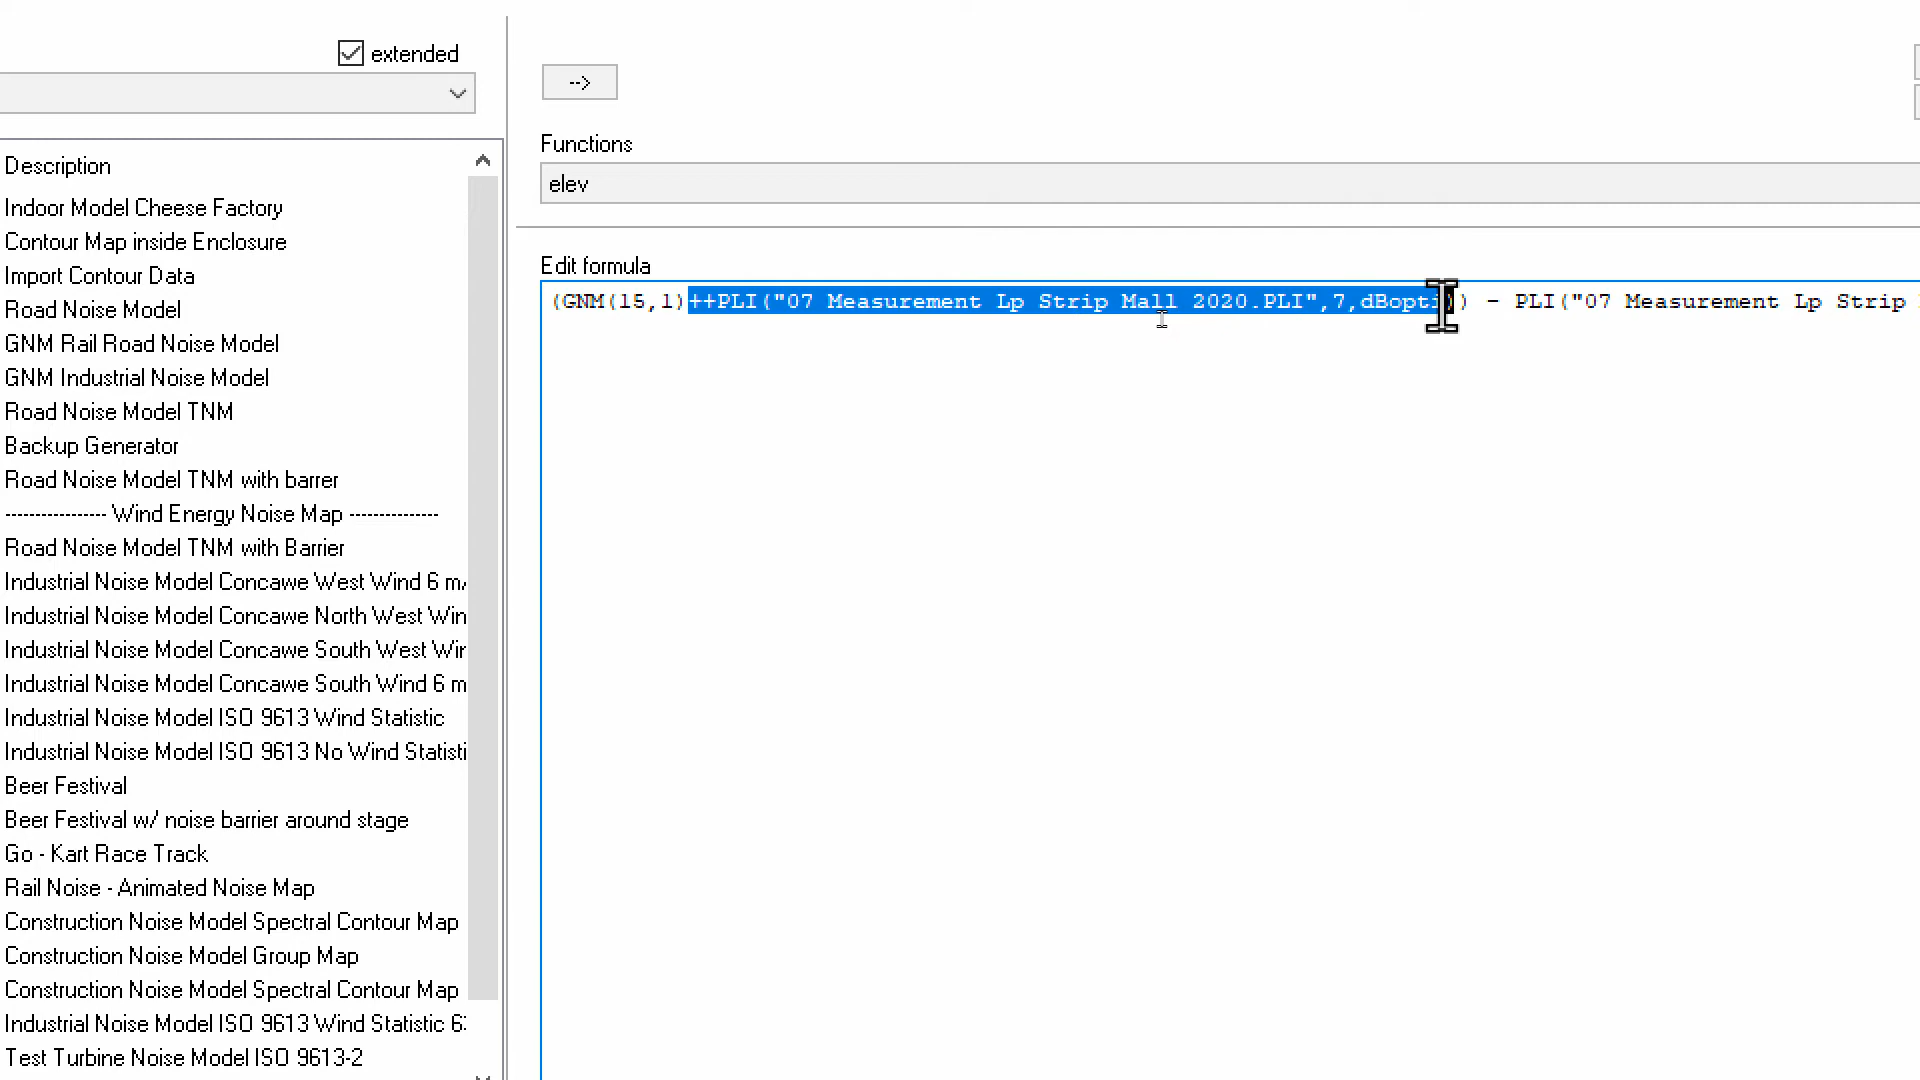 extended
-->
Functions
elev
Description
Indoor Model Cheese Factory
Contour Map inside Enclosure
Import Contour Data
Road Noise Model
GNM Rail Road Noise Model
GNM Industrial Noise Model
Road Noise Model TNM
Backup Generator
Road Noise Model TNM with barrer
---------------- Wind Energy Noise Map --------------
Road Noise Model TNM with Barrier
Industrial Noise Model Concawe West Wind 6 m/
Industrial Noise Model Concawe North West Win
Industrial Noise Model Concawe South West Wir
Industrial Noise Model Concawe South Wind 6 m
Industrial Noise Model ISO 9613 Wind Statistic
Industrial Noise Model ISO 9613 No Wind Statisti
Beer Festival
Beer Festival w/ noise barrier around stage
Go - Kart Race Track
Rail Noise - Animated Noise Map
Construction Noise Model Spectral Contour Map
Construction Noise Model Group Map
Construction Noise Model Spectral Contour Map
Industrial Noise Model ISO 9613 Wind Statistic 6
Test Turbine Noise Model ISO 9613-2
Edit formula
(GNM(15,1)++PLI("07 Measurement Lp Strip Mall 2020.PLI",7,dBopti)) - PLI("07 Measurement Lp Strip